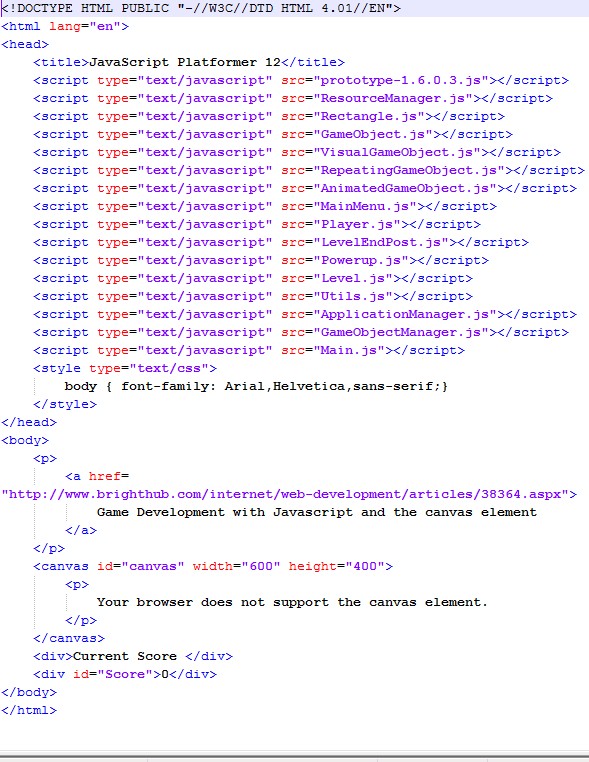 <!DOCTYPE HTML PUBLIC "-//W3C//DTD HTML 4.01//EN">
<html lang="en">
<head>
<title>JavaScript Platformer 12</title>
<script type="text/javascript" src="prototype-1.6.0.3.js"></script>
<script type="text/javascript" src="ResourceManager.js"></script>
<script type="text/javascript" src="Rectangle.js"></script>
<script type="text/javascript" src="GameObject.js"></script>
<script type="text/javascript" src="VisualGameObject.js"></script>
<script type="text/javascript" src="RepeatingGameObject.js"></script>
<script type="text/javascript" src="AnimatedGameObject.js"></script>
<script type="text/javascript" src="MainMenu.js"></script>
<script type="text/javascript" src="Player.js"></script>
<script type="text/javascript" src="LevelEndPost.js"></script>
<script type="text/javascript" src="Powerup.js"></script>
<script type="text/javascript" src="Level.js"></script>
<script type="text/javascript" src="Utils.js"></script>
<script type="text/javascript" src="ApplicationManager.js"></script>
<script type="text/javascript" src="GameObjectManager.js"></script>
<script type="text/javascript" src="Main.js"></script>
<style type="text/css">
body { font-family: Arial,Helvetica,sans-serif;}
</style>
</head>
<body>
<p>
<a href=
"http://www.brighthub.com/internet/web-development/articles/38364.aspx">
Game Development with Javascript and the canvas element
</a>
</p>
<canvas id="canvas" width="600" height="400">
<p>
Your browser does not support the canvas element.
</p>
</canvas>
<div>Current Score </div>
<div id="Score">0</div>
</body>
</html>